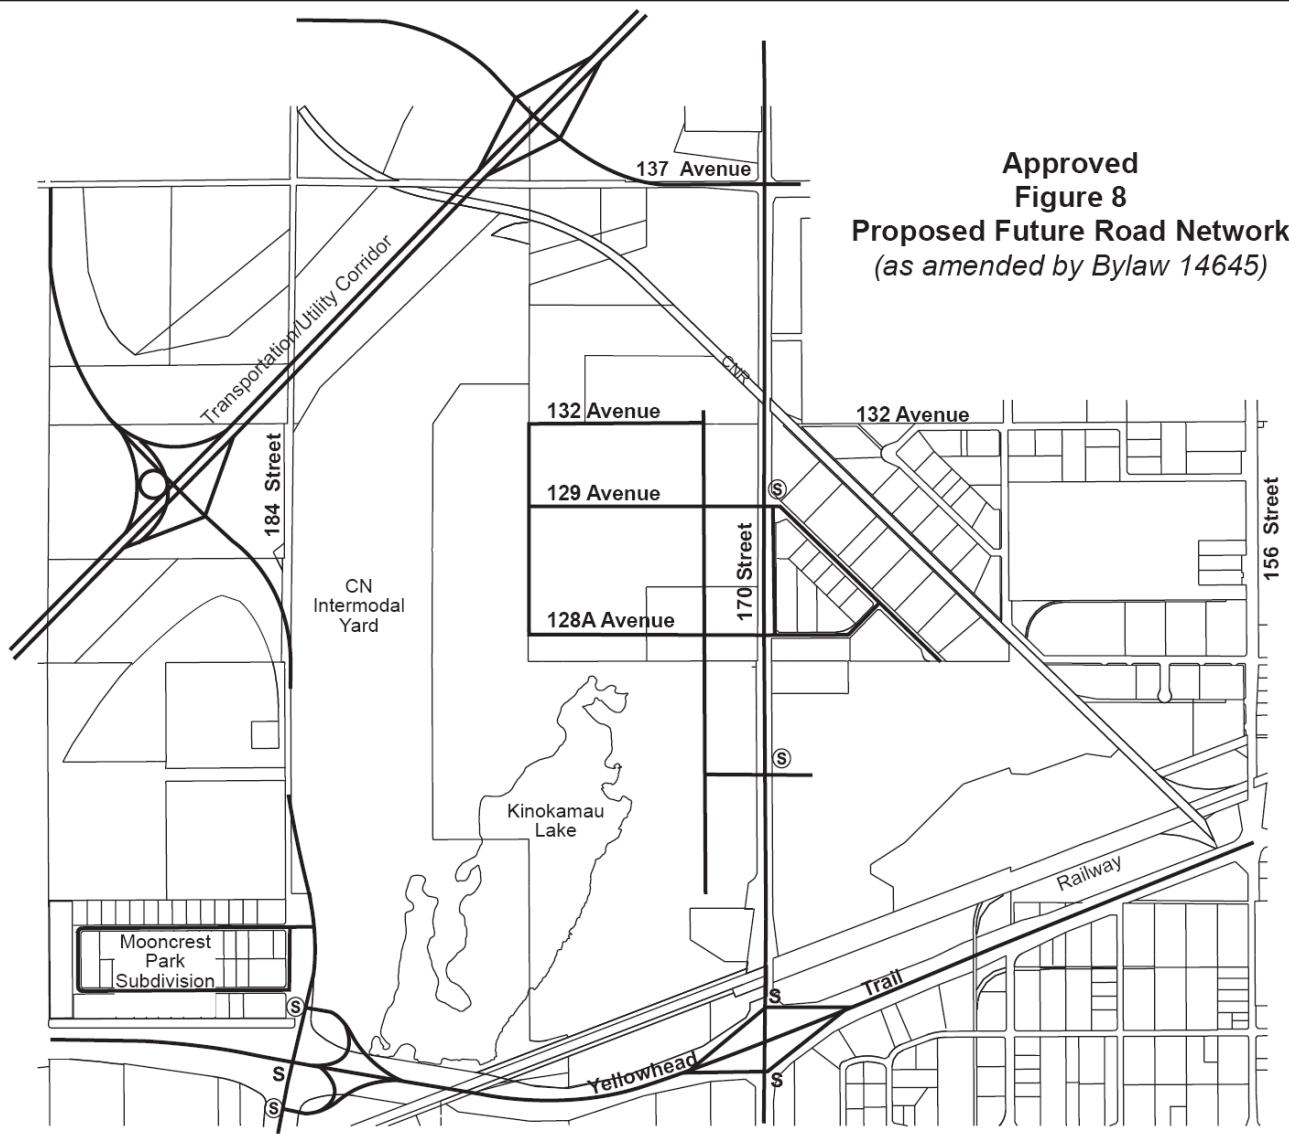 Approved
Figure 8
Proposed Future Road Network
(as amended by Bylaw 14645)
137 Avenue
Transportation/Utility Corridor
CNR
132 Avenue
132 Avenue
184 Street
129 Avenue
S
156 Street
170 Street
CN
Intermodal
Yard
128A Avenue
S
Kinokamau
Lake
Railway
Mooncrest
Park
Subdivision
Trail
S
S
Yellowhead
S
S
S